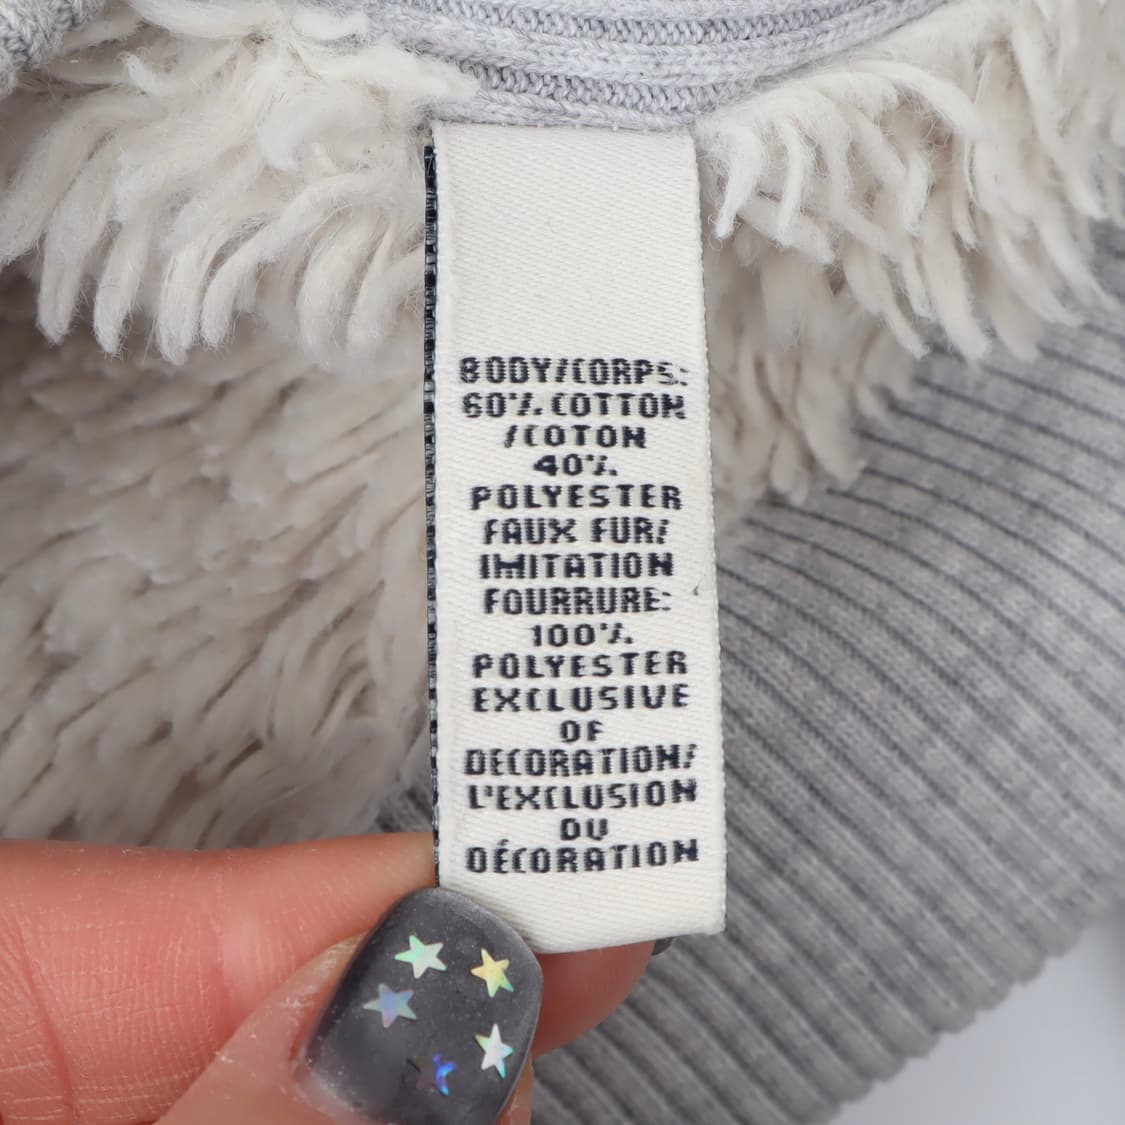 BODY/CORPS:
60% COTTON
/COTON
40%
POLYESTER
FAUX FUR/
IMITATION
FOURRURE:
100%
POLYESTER
EXCLUSIVE
OF
DECORATION/
L'EXCLUSION
DU
DÉCORATION